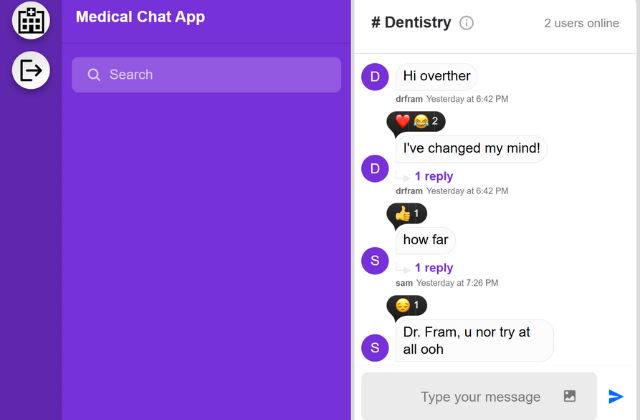 Medical Chat App
Search
# Dentistry
2 users online
D
Hi overther
drfram Yesterday at 6:42 PM
2
I've changed my mind!
D
1 reply
drfram Yesterday at 6:42 PM
1
how far
S
1 reply
sam Yesterday at 7:26 PM
1
Dr. Fram, u nor try at
all ooh
S
Type your message